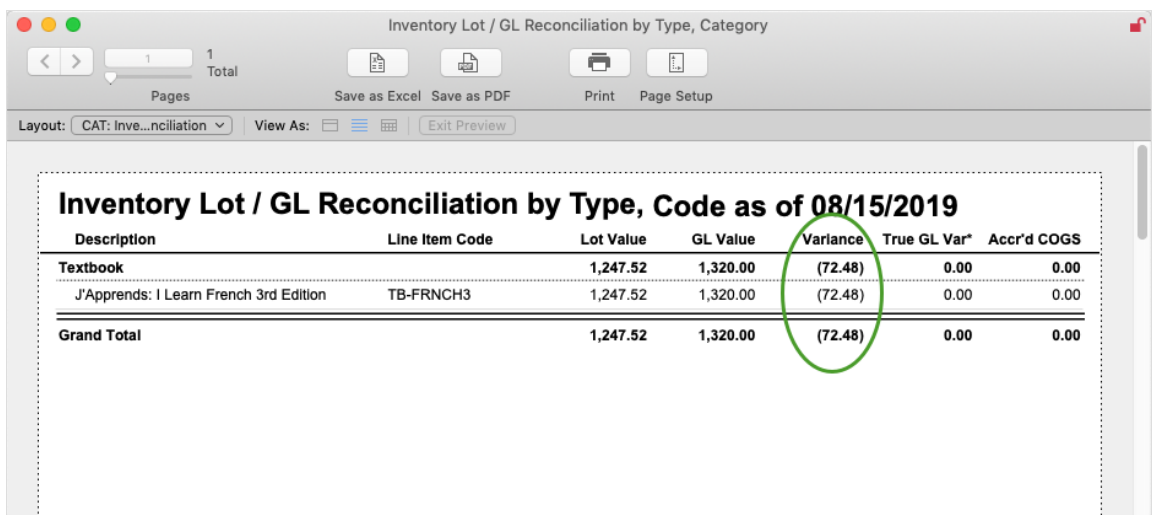 Inventory Lot / GL Reconciliation by Type, Category
1
1
Total
Pages
Save as Excel Save as PDF Print Page Setup
Layout: CAT: Inve...nciliation View As: Exit Preview
Inventory Lot / GL Reconciliation by Type, Code as of 08/15/2019
Description Line Item Code Lot Value GL Value Variance True GL Var* Accr'd COGS
Textbook 1,247.52 1,320.00 (72.48) 0.00 0.00
J'Apprends: I Learn French 3rd Edition TB-FRNCH3 1,247.52 1,320.00 (72.48) 0.00 0.00
Grand Total 1,247.52 1,320.00 (72.48) 0.00 0.00